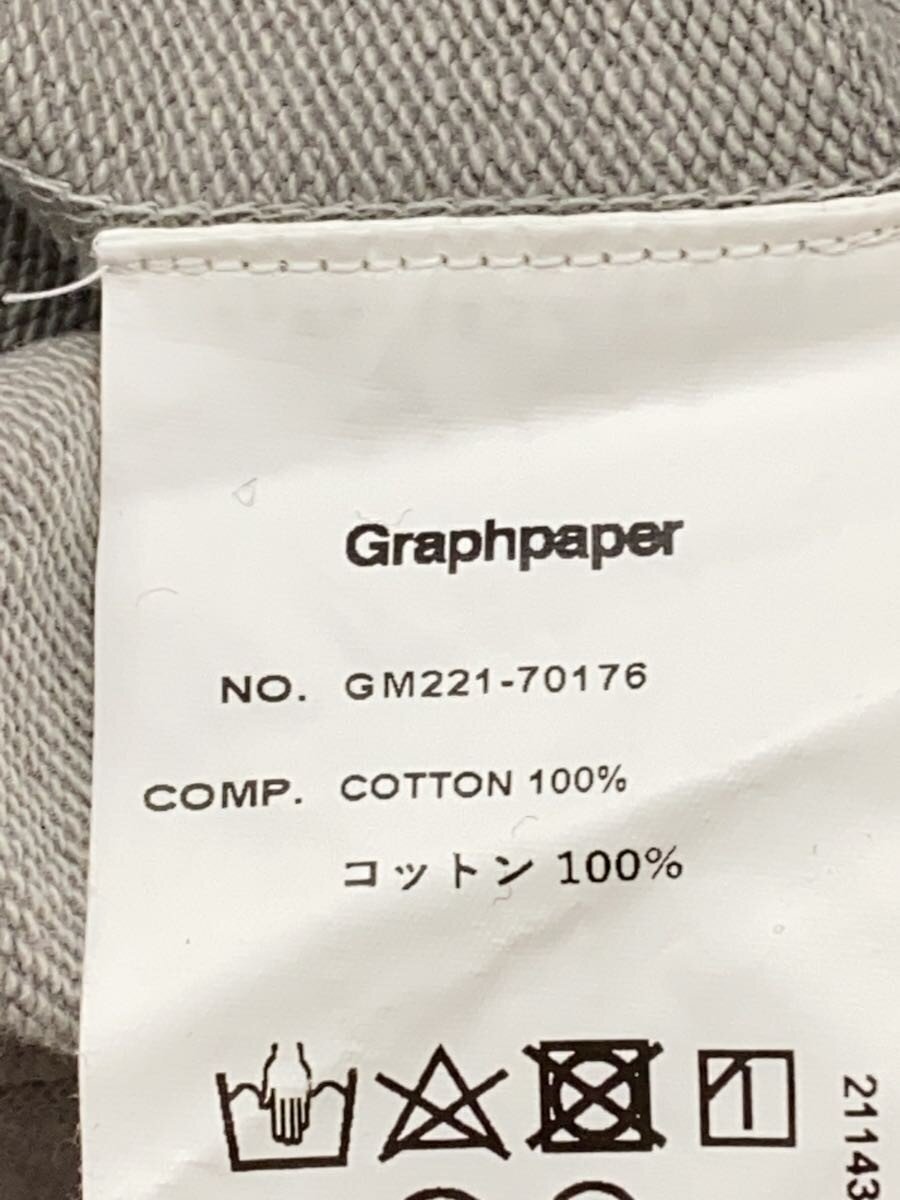 Graphpaper
NO. GM221-70176
COMP. COTTON 100%
コットン 100%
21143